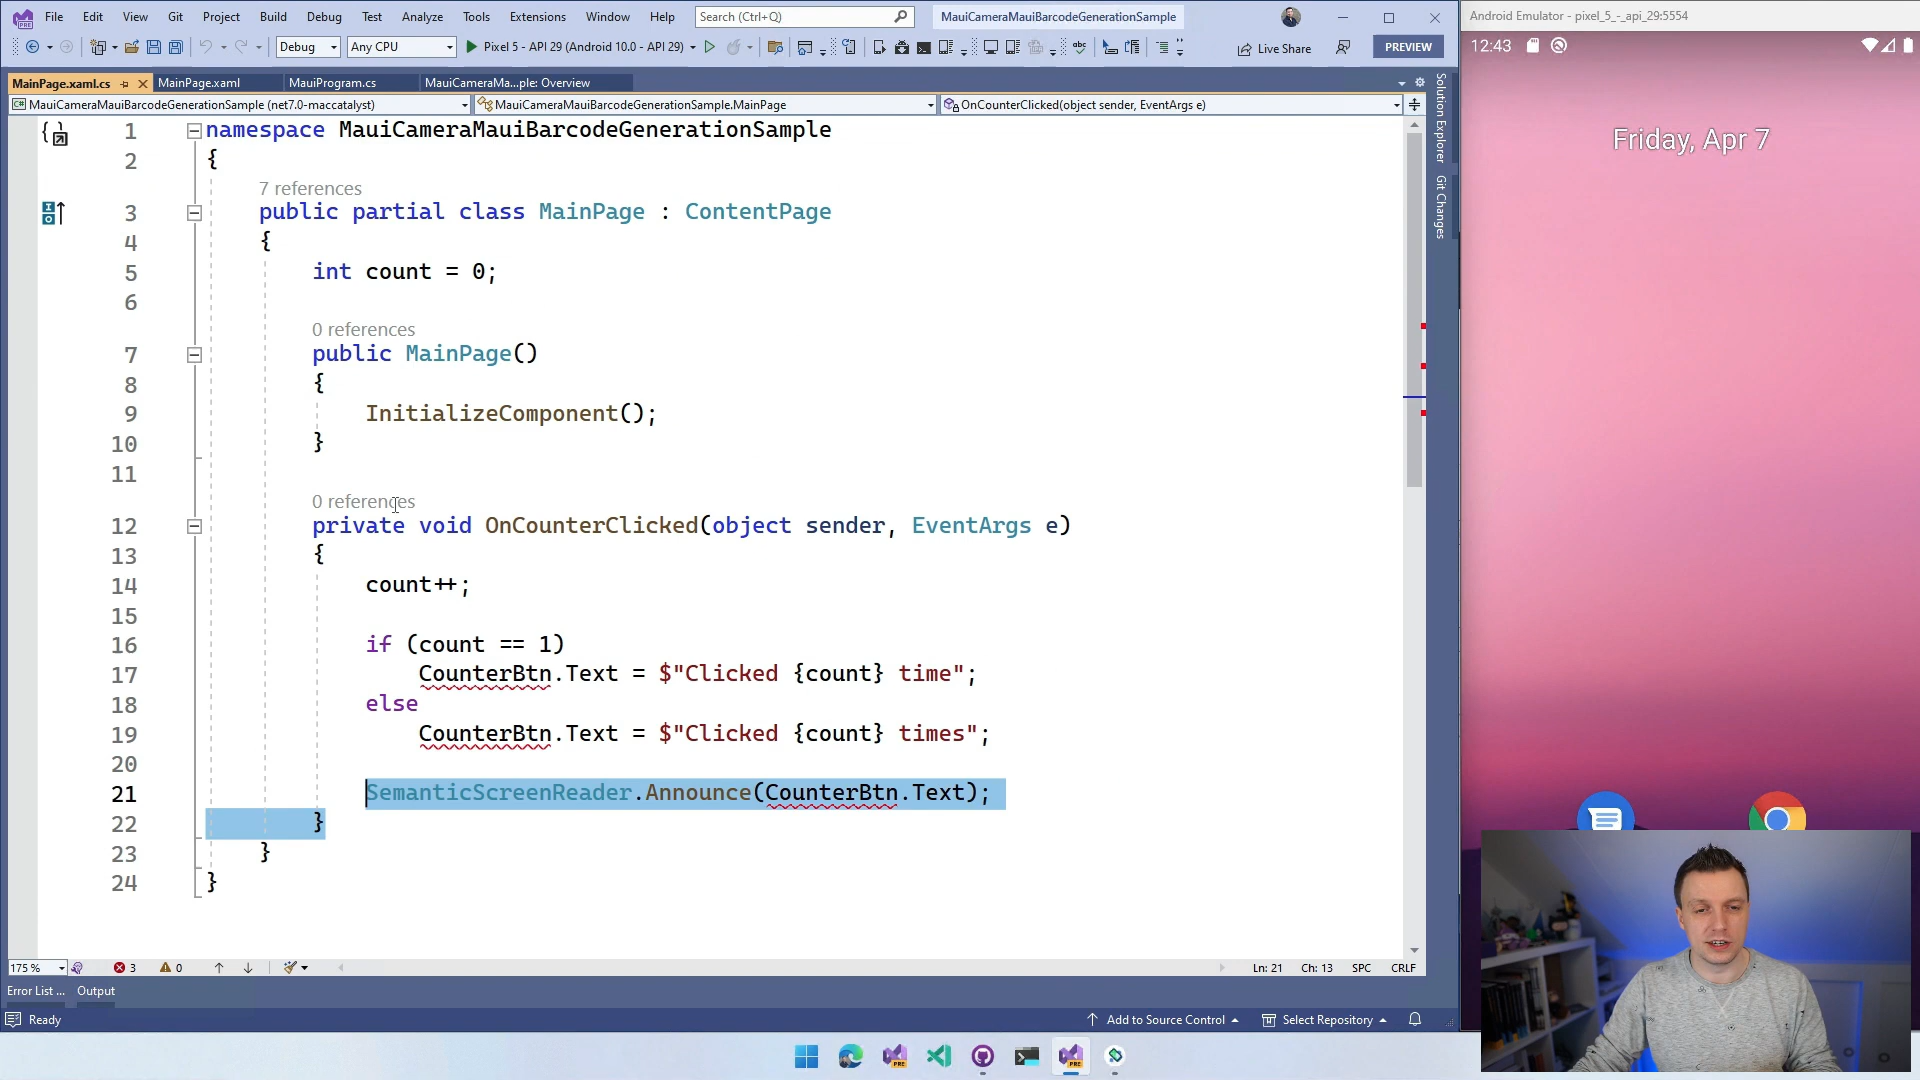 File Edit View Git Project Build Debug Test Analyze Tools Extensions Window Help Search (Ctrl+Q) MauiCameraMauiBarcodeGenerationSample
Debug Any CPU Pixel 5 - API 29 (Android 10.0 - API 29) Live Share PREVIEW
MainPage.xaml.cs MainPage.xaml MauiProgram.cs MauiCameraMa...ple: Overview
MauiCameraMauiBarcodeGenerationSample (net7.0-maccatalyst) MauiCameraMauiBarcodeGenerationSample.MainPage OnCounterClicked(object sender, EventArgs e)
1 namespace MauiCameraMauiBarcodeGenerationSample
2 {
7 references
3 public partial class MainPage : ContentPage
4 {
5 int count = 0;
6
0 references
7 public MainPage()
8 {
9 InitializeComponent();
10 }
11
0 references
12 private void OnCounterClicked(object sender, EventArgs e)
13 {
14 count++;
15
16 if (count == 1)
17 CounterBtn.Text = $"Clicked {count} time";
18 else
19 CounterBtn.Text = $"Clicked {count} times";
20
21 SemanticScreenReader.Announce(CounterBtn.Text);
22 }
23 }
24 }
175 % 3 0 Ln: 21 Ch: 13 SPC CRLF
Error List ... Output
Ready Add to Source Control Select Repository
Solution Explorer
Git Changes
Android Emulator - pixel_5_-_api_29:5554
12:43
Friday, Apr 7